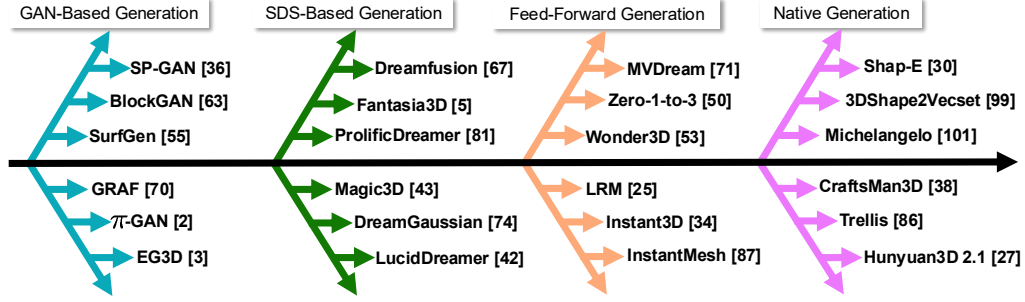 GAN-Based Generation
SDS-Based Generation
Feed-Forward Generation
Native Generation
SP-GAN [36]
BlockGAN [63]
SurfGen [55]
GRAF [70]
π-GAN [2]
EG3D [3]
Dreamfusion [67]
Fantasia3D [5]
ProlificDreamer [81]
Magic3D [43]
DreamGaussian [74]
LucidDreamer [42]
MVDream [71]
Zero-1-to-3 [50]
Wonder3D [53]
LRM [25]
Instant3D [34]
InstantMesh [87]
Shap-E [30]
3DShape2Vecset [99]
Michelangelo [101]
CraftsMan3D [38]
Trellis [86]
Hunyuan3D 2.1 [27]